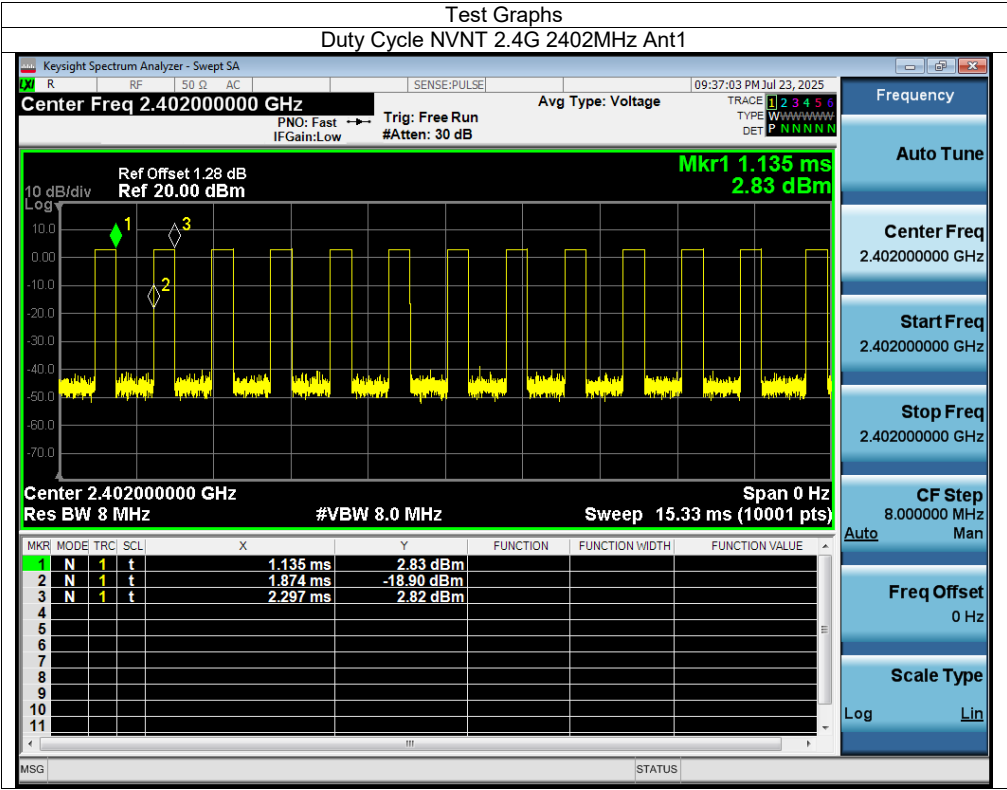 Test Graphs
Duty Cycle NVNT 2.4G 2402MHz Ant1
Keysight Spectrum Analyzer - Swept SA
LXI R RF 50 Ω AC SENSE:PULSE 09:37:03 PM Jul 23, 2025
Center Freq 2.402000000 GHz Avg Type: Voltage TRACE 1 2 3 4 5 6
PNO: Fast Trig: Free Run TYPE WWWWWW
IFGain:Low #Atten: 30 dB DET P N N N N N
Mkr1 1.135 ms
2.83 dBm
Ref Offset 1.28 dB
10 dB/div Ref 20.00 dBm
Log
10.0
0.00
-10.0
-20.0
-30.0
-40.0
-50.0
-60.0
-70.0
1
3
2
Center 2.402000000 GHz Span 0 Hz
Res BW 8 MHz #VBW 8.0 MHz Sweep 15.33 ms (10001 pts)
MKR MODE TRC SCL X Y FUNCTION FUNCTION WIDTH FUNCTION VALUE
1 N 1 t 1.135 ms 2.83 dBm
2 N 1 t 1.874 ms -18.90 dBm
3 N 1 t 2.297 ms 2.82 dBm
4
5
6
7
8
9
10
11
MSG STATUS
Frequency
Auto Tune
Center Freq
2.402000000 GHz
Start Freq
2.402000000 GHz
Stop Freq
2.402000000 GHz
CF Step
8.000000 MHz
Auto Man
Freq Offset
0 Hz
Scale Type
Log Lin